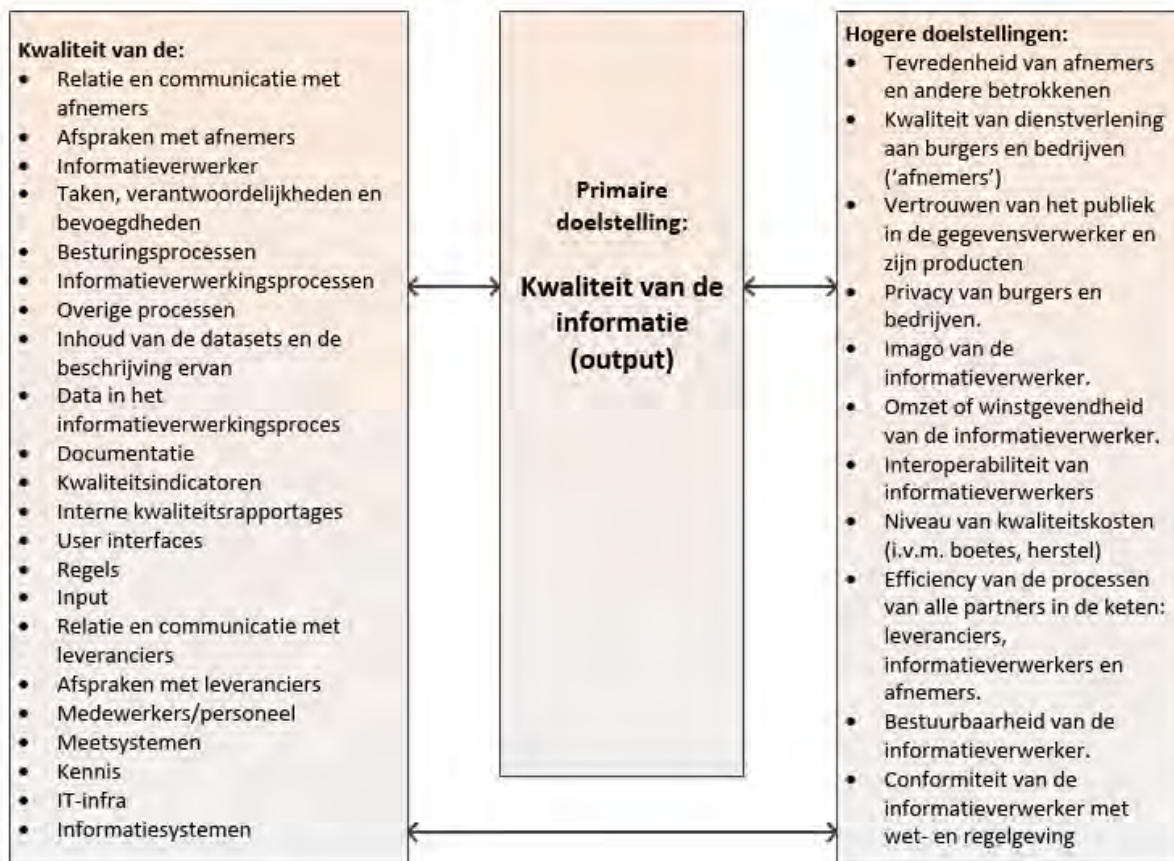 Kwaliteit van de:
• Relatie en communicatie met
afnemers
• Afspraken met afnemers
• Informatieverwerker
• Taken, verantwoordelijkheden en
bevoegdheden
• Besturingsprocessen
• Informatieverwerkingsprocessen
• Overige processen
• Inhoud van de datasets en de
beschrijving ervan
• Data in het
informatieverwerkingsproces
• Documentatie
• Kwaliteitsindicatoren
• Interne kwaliteitsrapportages
• User interfaces
• Regels
• Input
• Relatie en communicatie met
leveranciers
• Afspraken met leveranciers
• Medewerkers/personeel
• Meetsystemen
• Kennis
• IT-infra
• Informatiesystemen
Primaire
doelstelling:
Kwaliteit van de
informatie
(output)
Hogere doelstellingen:
• Tevredenheid van afnemers
en andere betrokkenen
• Kwaliteit van dienstverlening
aan burgers en bedrijven
(‘afnemers’)
• Vertrouwen van het publiek
in de gegevensverwerker en
zijn producten
• Privacy van burgers en
bedrijven.
• Imago van de
informatieverwerker.
• Omzet of winstgevendheid
van de informatieverwerker.
• Interoperabiliteit van
informatieverwerkers
• Niveau van kwaliteitskosten
(i.v.m. boetes, herstel)
• Efficiency van de processen
van alle partners in de keten:
leveranciers,
informatieverwerkers en
afnemers.
• Bestuurbaarheid van de
informatieverwerker.
• Conformiteit van de
informatieverwerker met
wet- en regelgeving